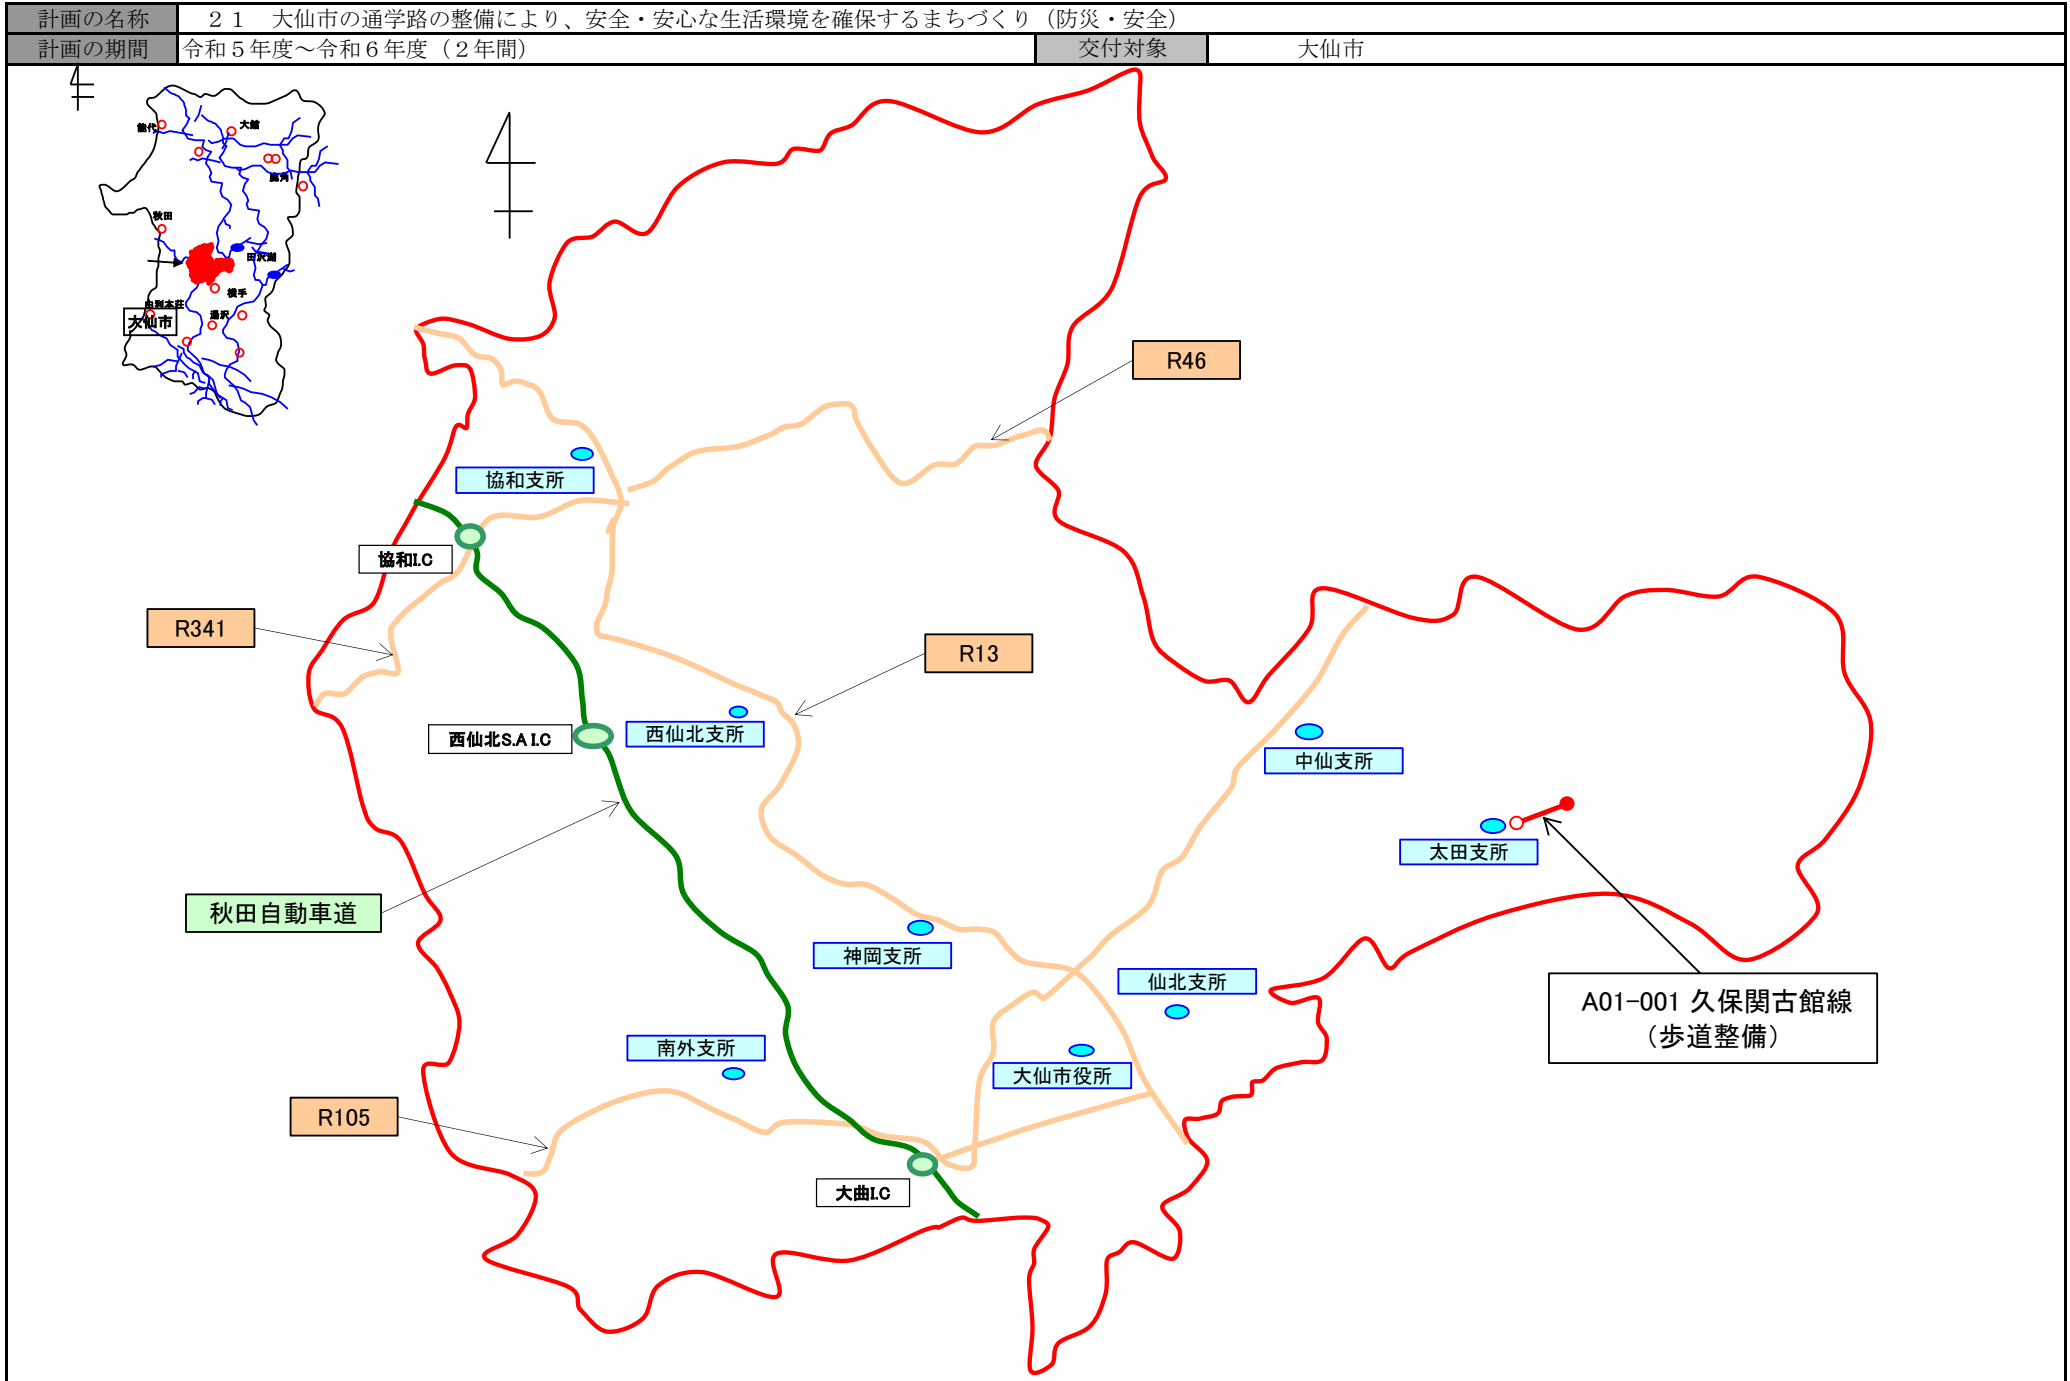 計画の名称
２１　大仙市の通学路の整備により、安全・安心な生活環境を確保するまちづくり（防災・安全）
計画の期間
令和５年度～令和６年度（２年間）
交付対象
大仙市
能代
大館
鹿角
秋田
田沢湖
横手
由利本荘
湯沢
大仙市
R46
協和支所
協和I.C
R341
R13
西仙北S.A I.C
西仙北支所
中仙支所
太田支所
秋田自動車道
神岡支所
仙北支所
A01-001 久保関古館線
（歩道整備）
南外支所
大仙市役所
R105
大曲I.C